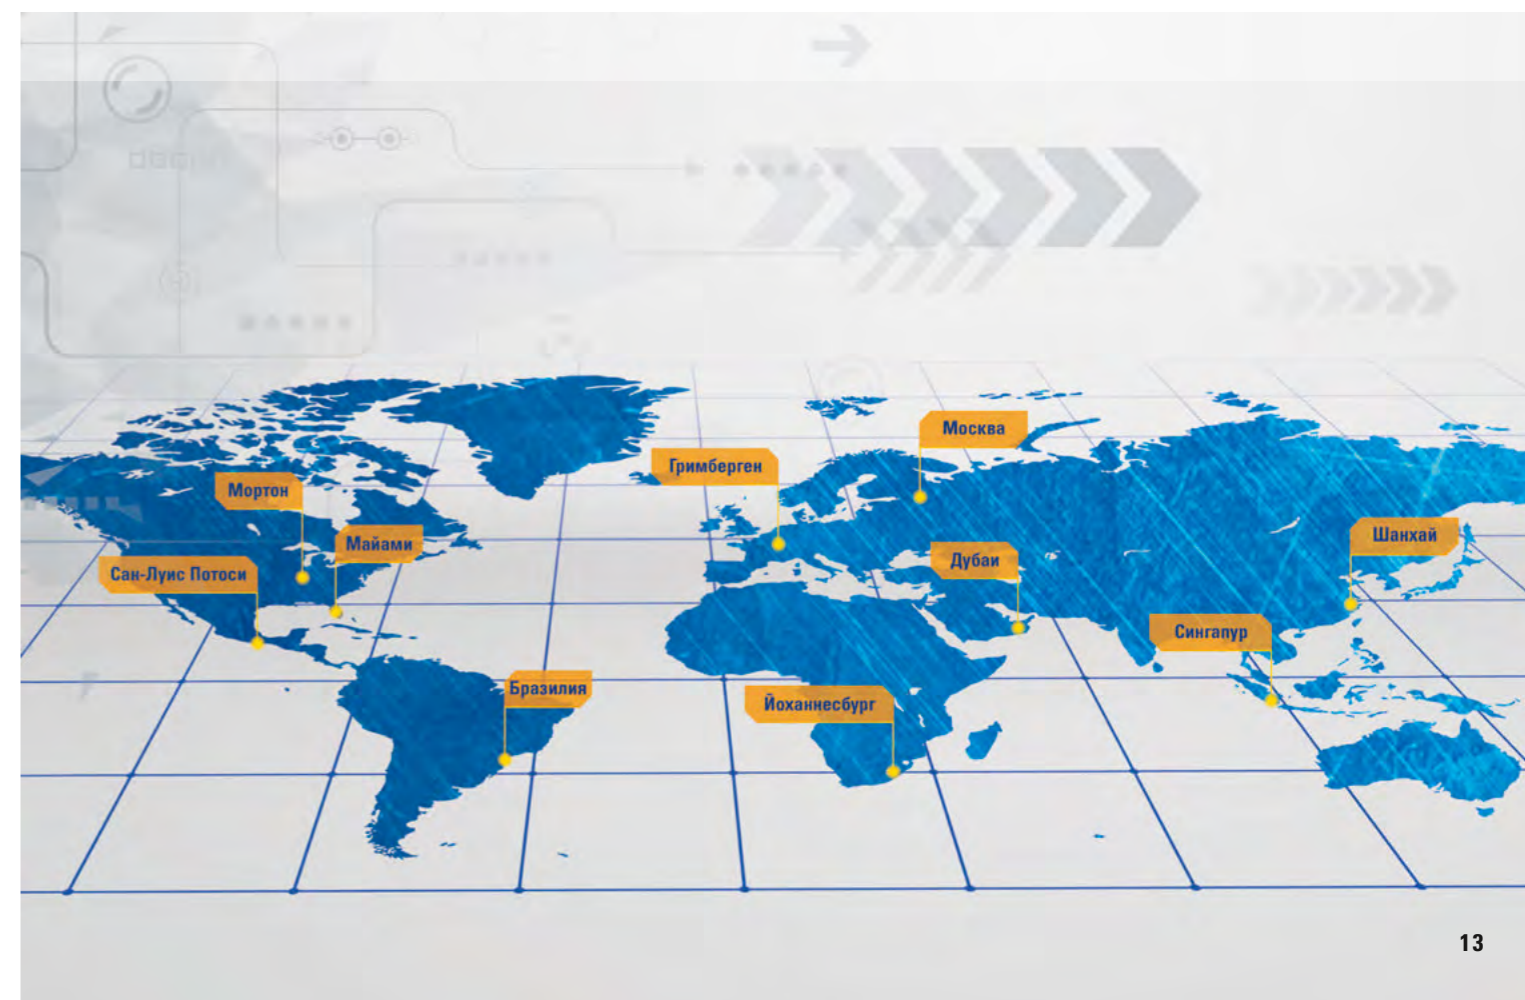 Москва
Гримберген
Мортон
Майами
Шанхай
Дубаи
Сан-Луис Потоси
Сингапур
Бразилия
Йоханнесбург
13